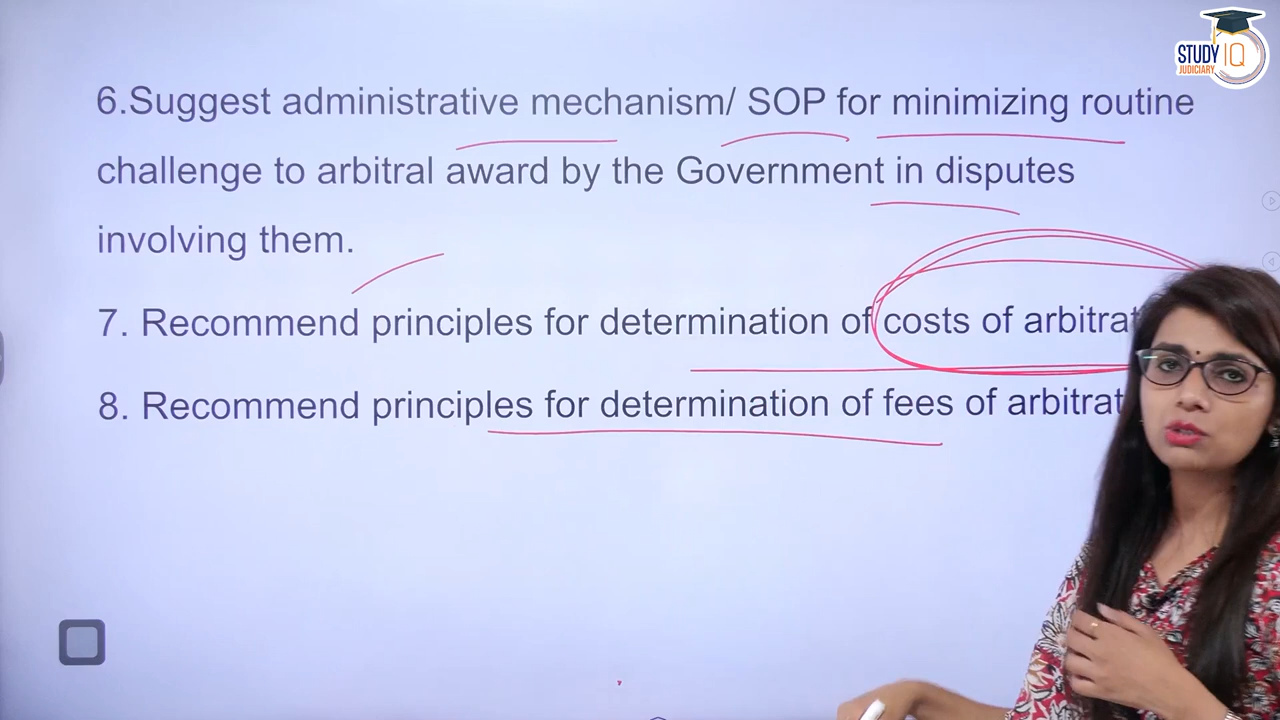 STUDY IQ
JUDICIARY
6.Suggest administrative mechanism/ SOP for minimizing routine
challenge to arbitral award by the Government in disputes
involving them.
7. Recommend principles for determination of costs of
8. Recommend principles for determination of fees of